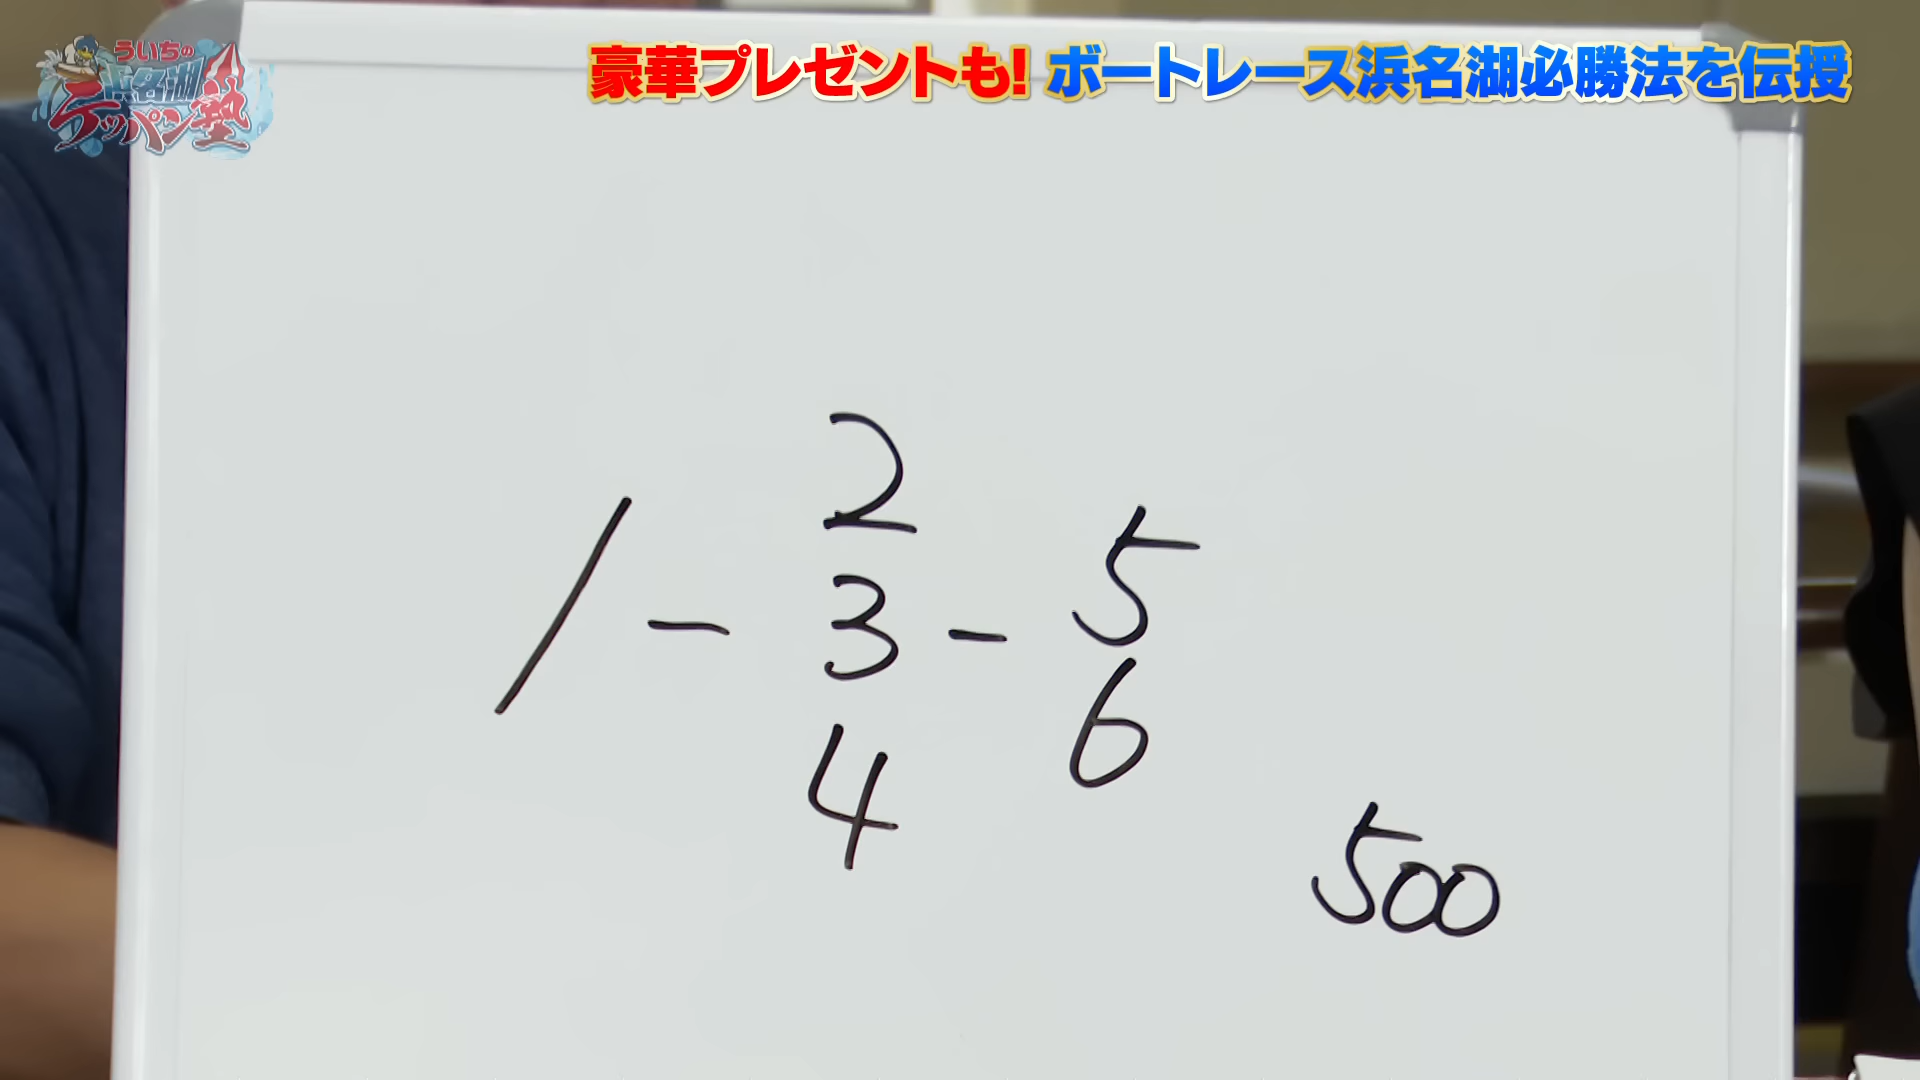 ういちの
浜名湖
テッパン塾
豪華プレゼントも! ボートレース浜名湖必勝法を伝授
2
1 - 3 - 5
4 6
500